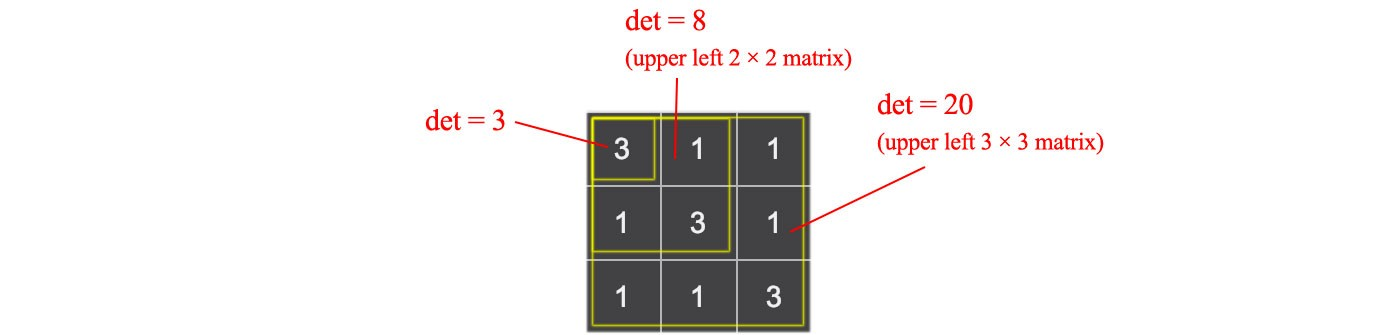 det = 8
(upper left 2 × 2 matrix)
det = 3
det = 20
(upper left 3 × 3 matrix)
3 1 1
1 3 1
1 1 3